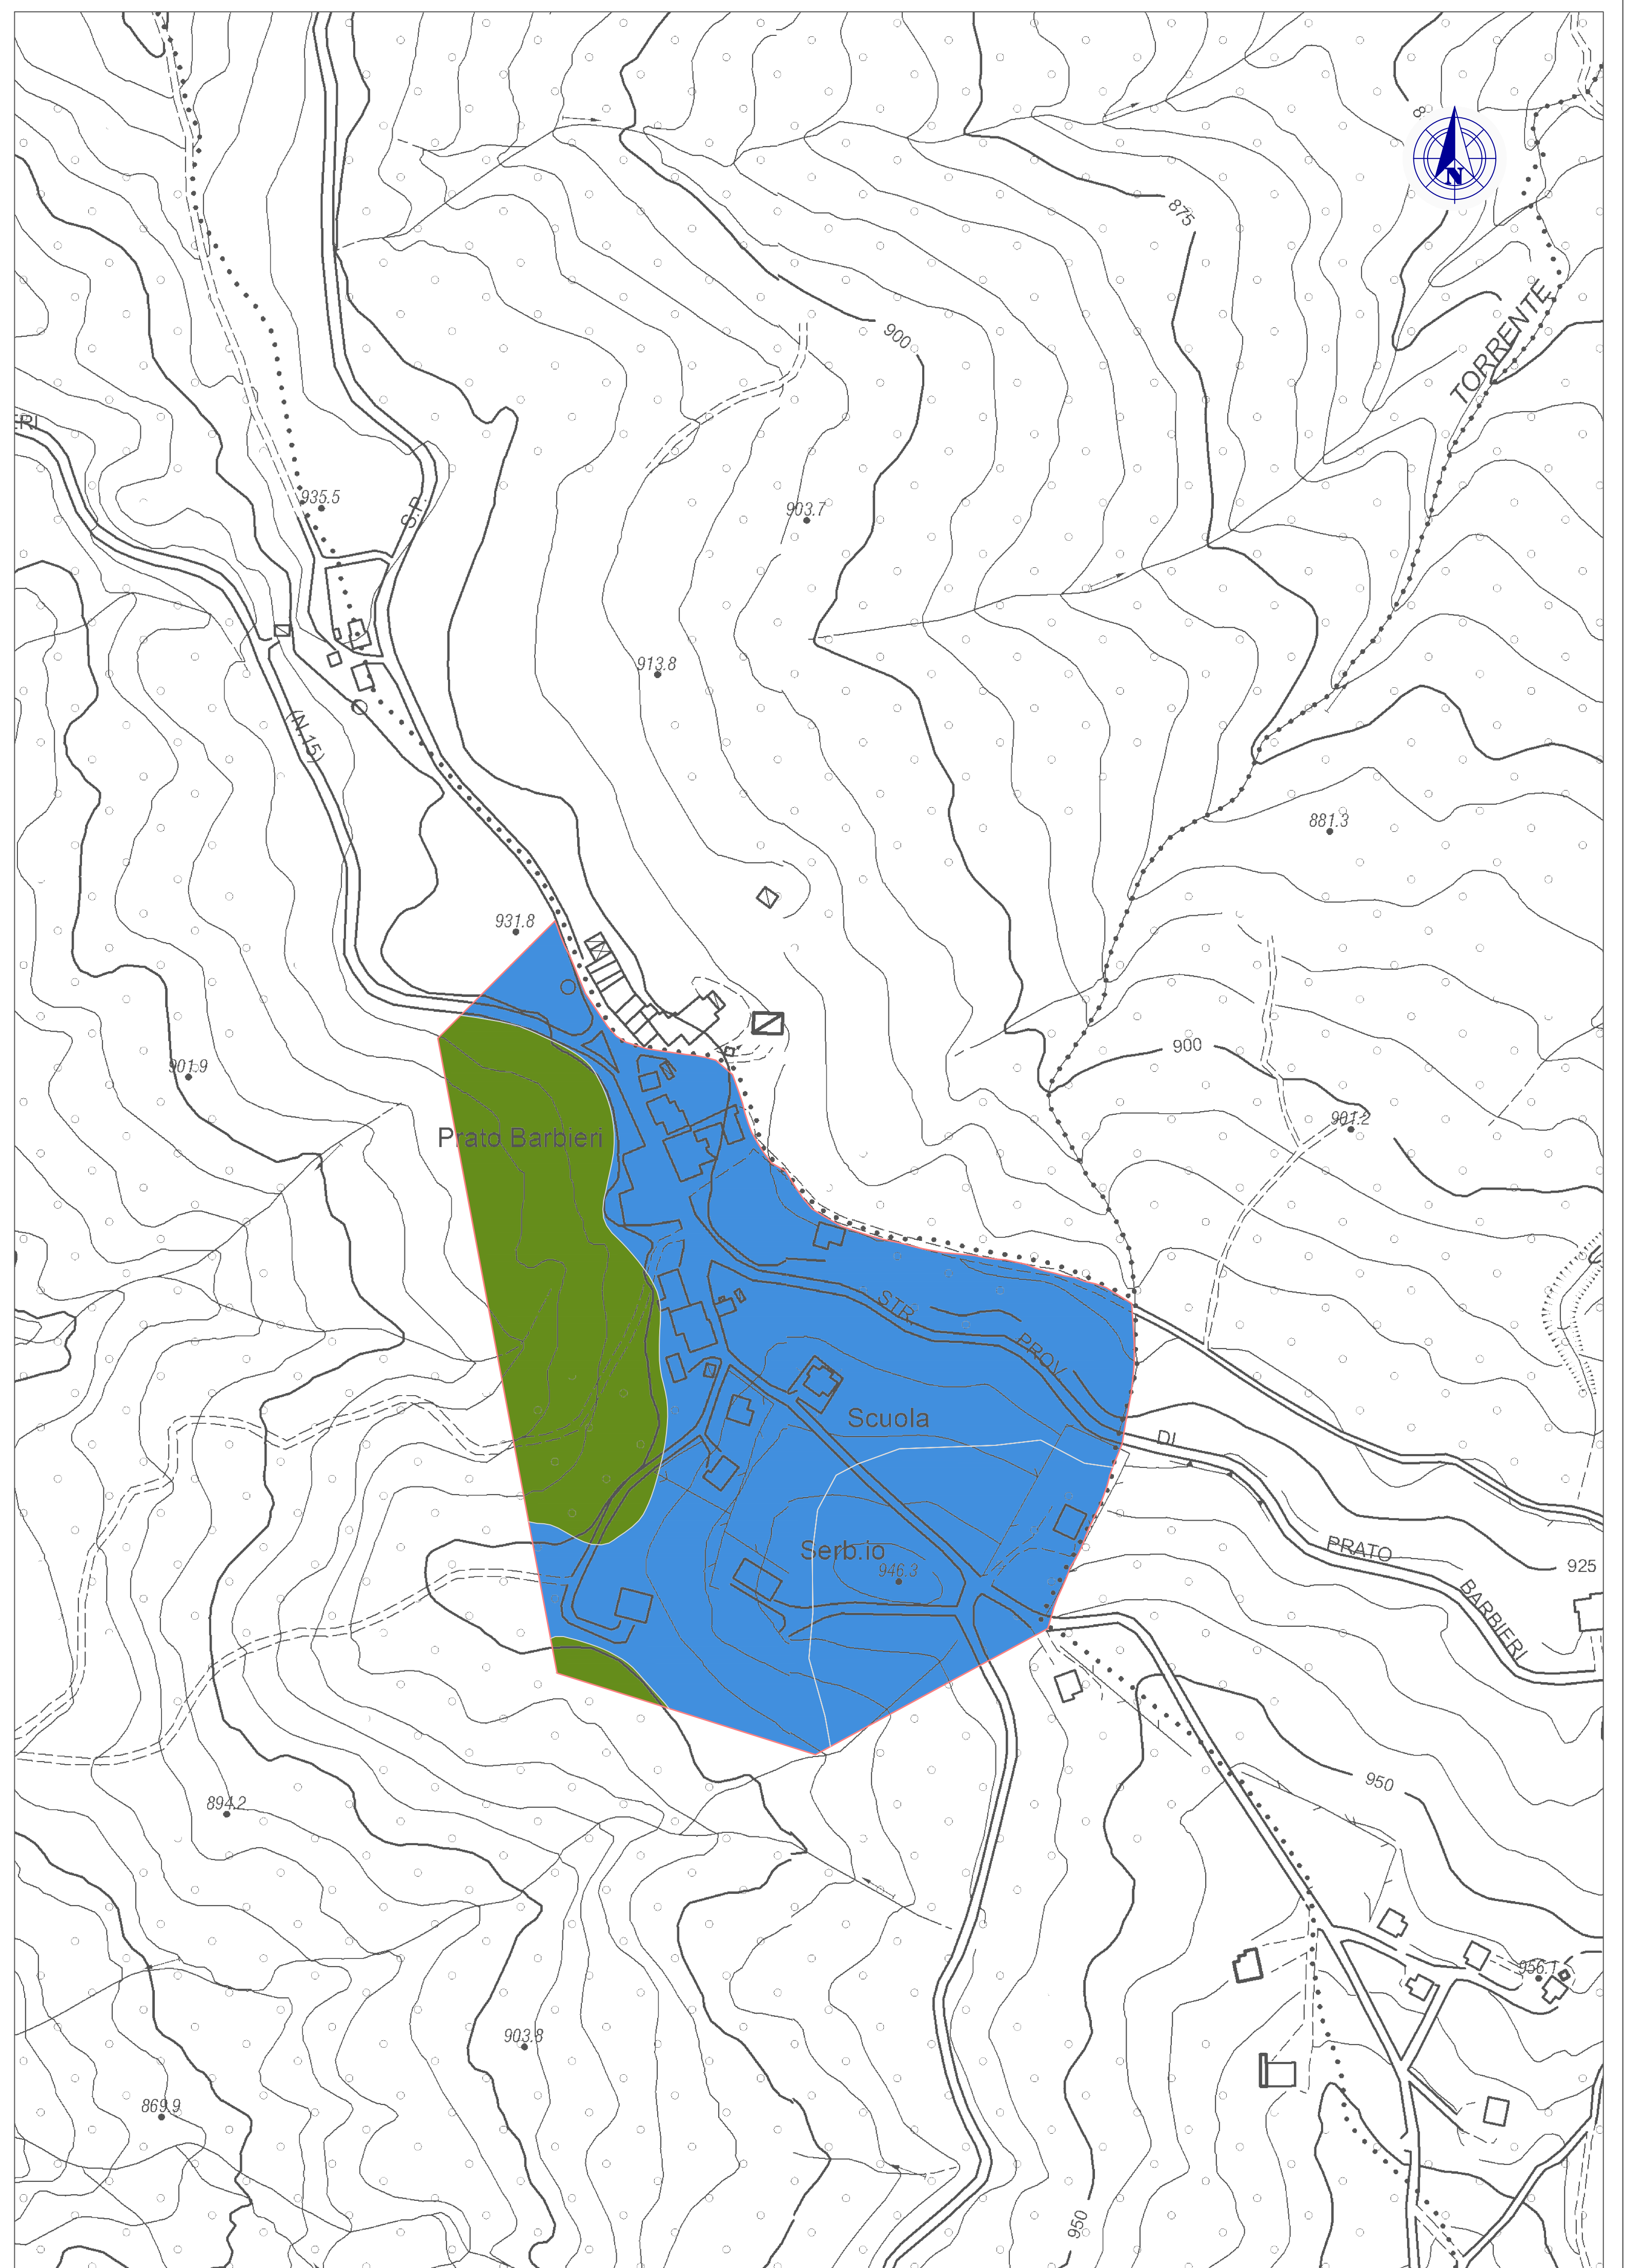 8
N
875
TORRENTE
900
ERI
935.5
S.P.
903.7
913.8
(N.15)
881.3
931.8
900
901.9
901.2
Prato Barbieri
STR.
PROV.
Scuola
DI
Serb.io
946.3
PRATO
925
BARBIERI
950
894.2
956.1
903.8
869.9
950